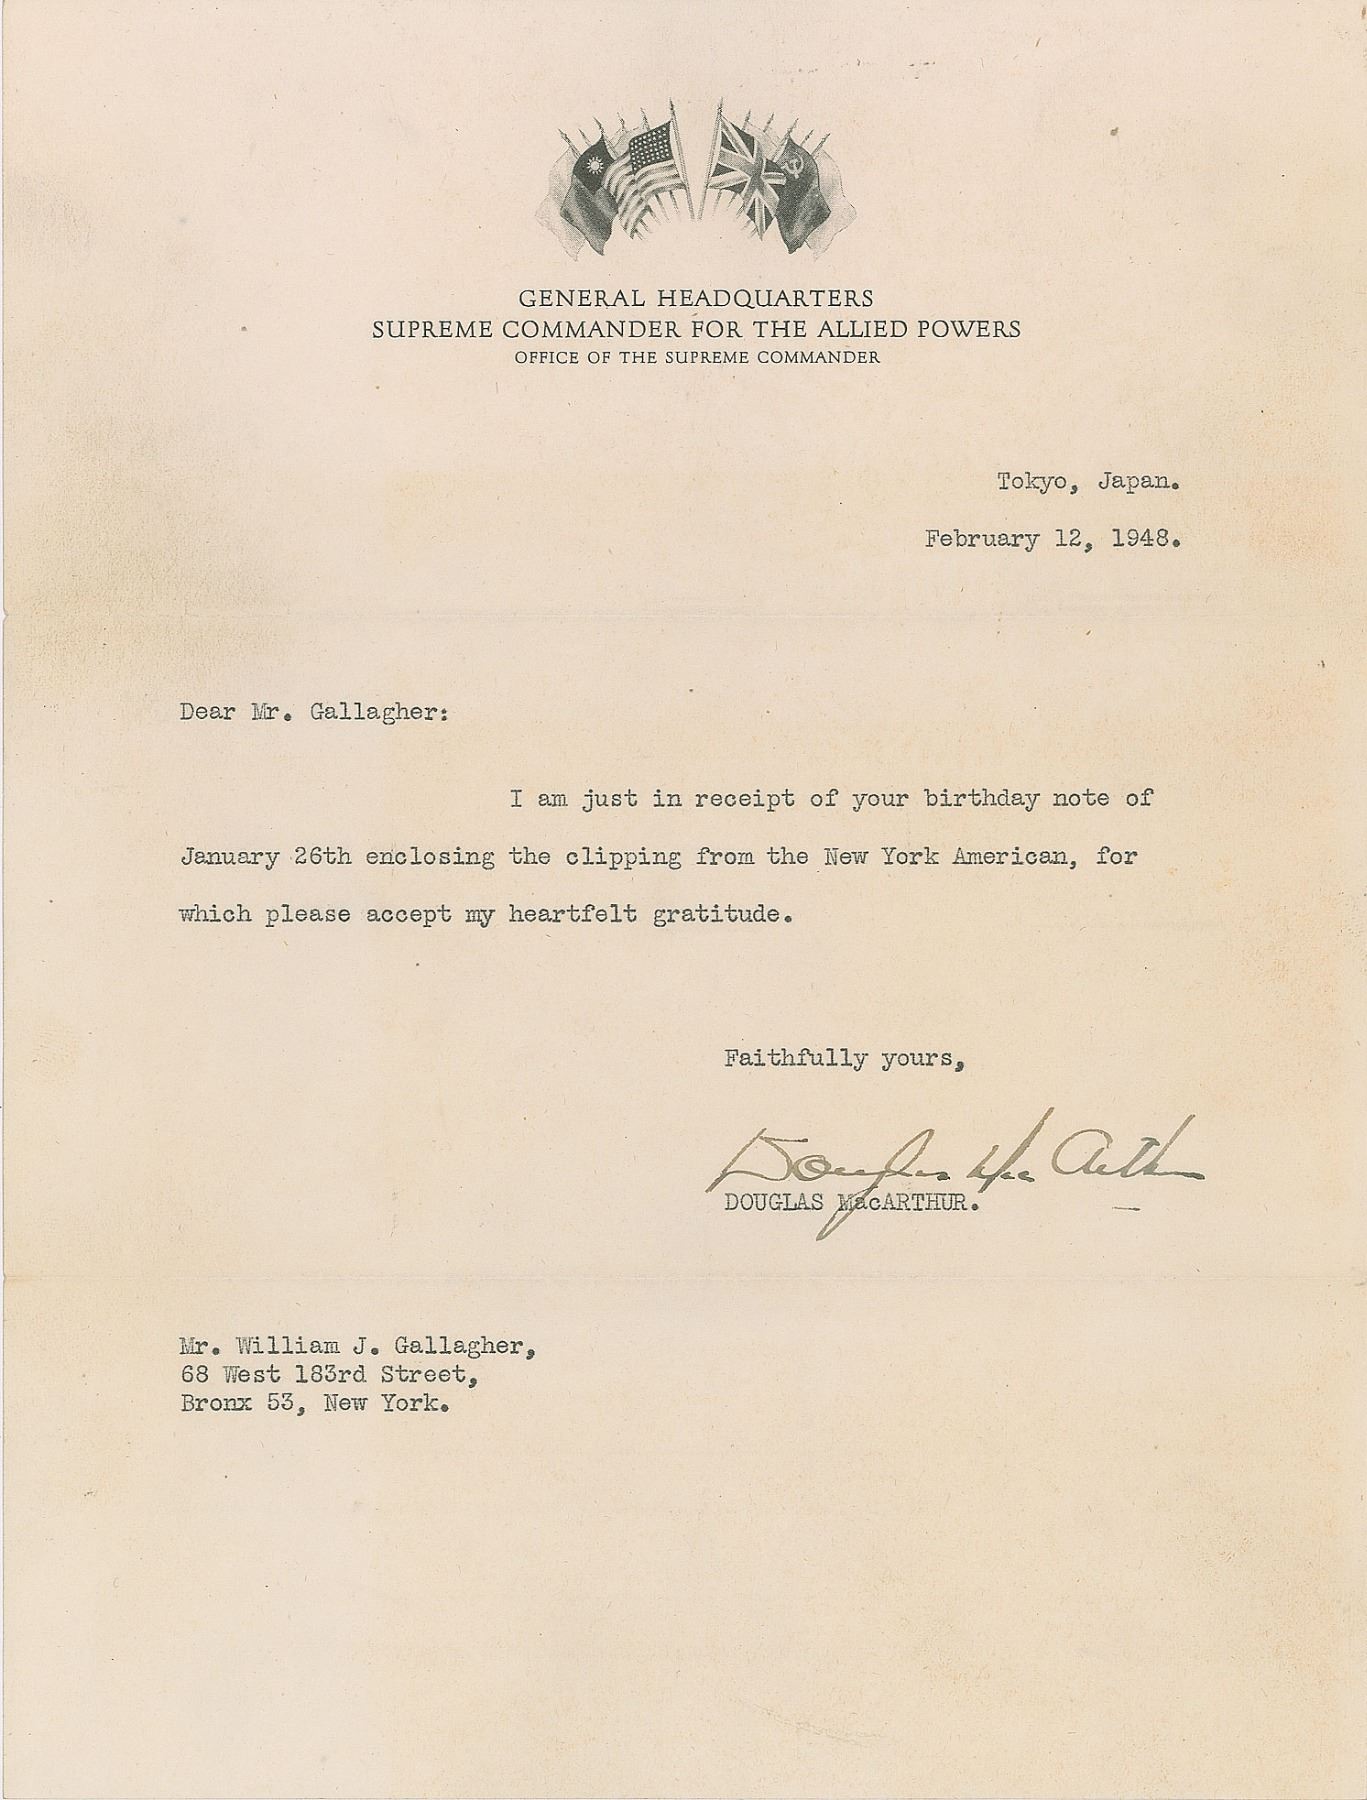 GENERAL HEADQUARTERS
SUPREME COMMANDER FOR THE ALLIED POWERS
OFFICE OF THE SUPREME COMMANDER
Tokyo, Japan.
February 12, 1948.
Dear Mr. Gallagher:
I am just in receipt of your birthday note of
January 26th enclosing the clipping from the New York American, for
which please accept my heartfelt gratitude.
Faithfully yours,
Douglas MacArthur
DOUGLAS MacARTHUR.
Mr. William J. Gallagher,
68 West 183rd Street,
Bronx 53, New York.